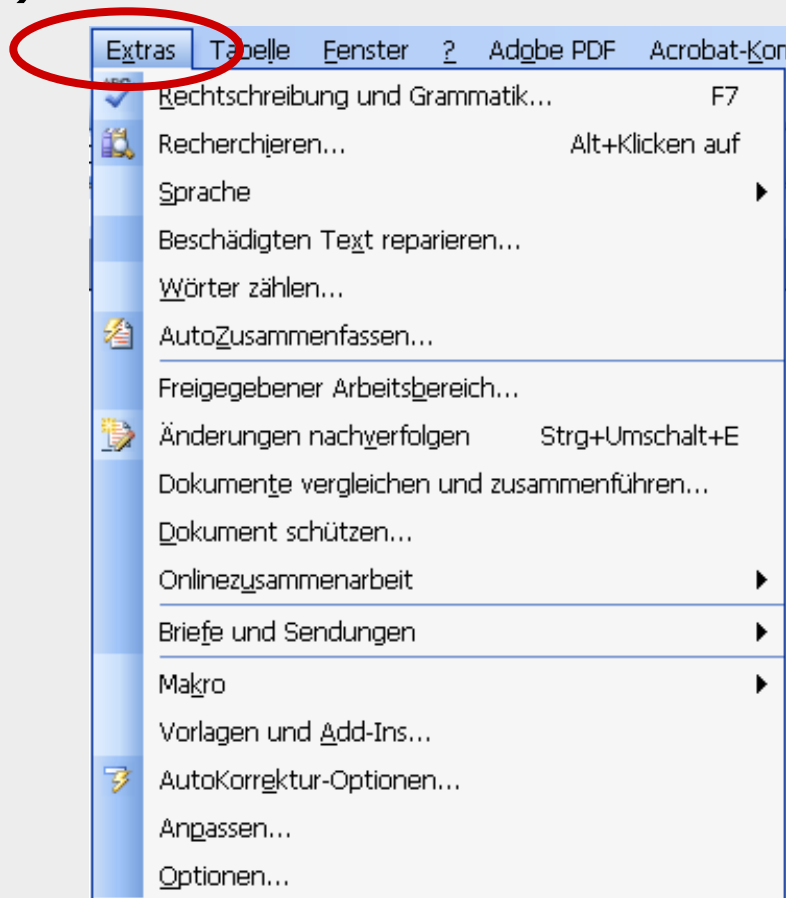 Extras Tabelle Fenster ? Adobe PDF Acrobat-Kom
Rechtschreibung und Grammatik... F7
Recherchieren... Alt+Klicken auf
Sprache
Beschädigten Text reparieren...
Wörter zählen...
AutoZusammenfassen...
Freigegebener Arbeitsbereich...
Änderungen nachverfolgen Strg+Umschalt+E
Dokumente vergleichen und zusammenführen...
Dokument schützen...
Onlinezusammenarbeit
Briefe und Sendungen
Makro
Vorlagen und Add-Ins...
AutoKorrektur-Optionen...
Anpassen...
Optionen...